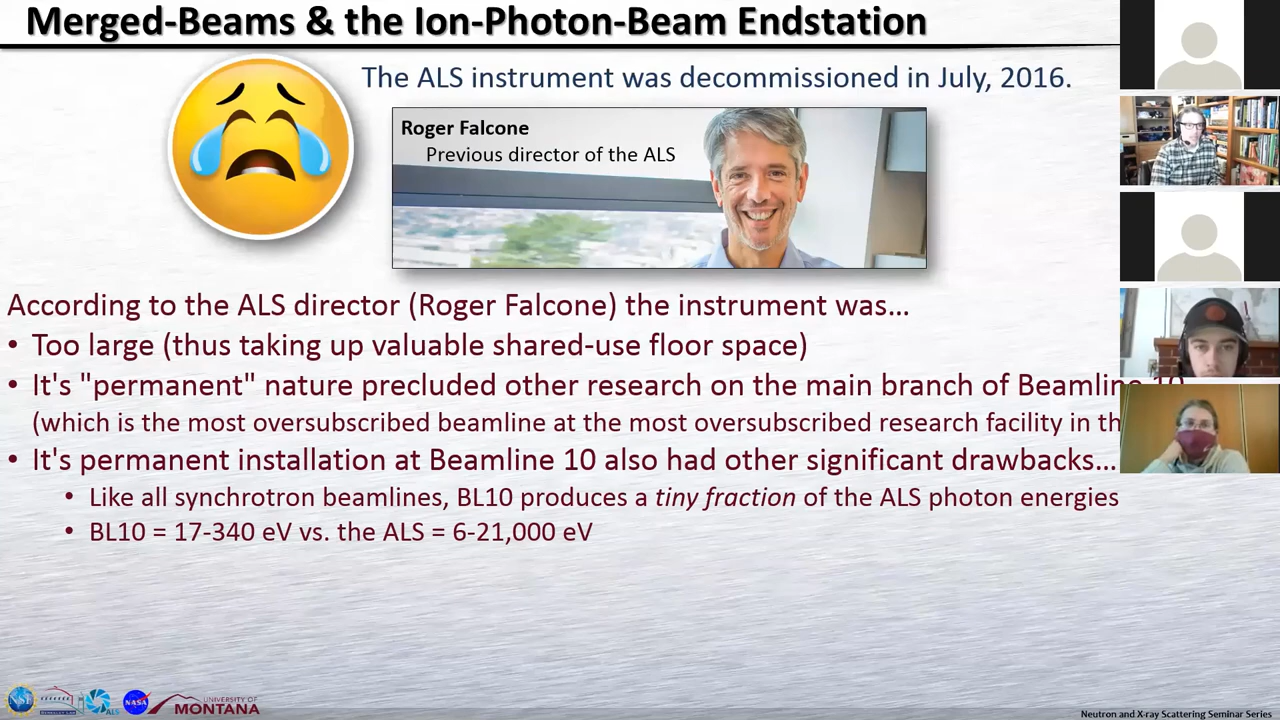 Merged-Beams & the Ion-Photon-Beam Endstation
The ALS instrument was decommissioned in July, 2016.
Roger Falcone
Previous director of the ALS
According to the ALS director (Roger Falcone) the instrument was...
• Too large (thus taking up valuable shared-use floor space)
• It's "permanent" nature precluded other research on the main branch of Beamline 10
(which is the most oversubscribed beamline at the most oversubscribed research facility in th
• It's permanent installation at Beamline 10 also had other significant drawbacks...
• Like all synchrotron beamlines, BL10 produces a tiny fraction of the ALS photon energies
• BL10 = 17-340 eV vs. the ALS = 6-21,000 eV
NSF
ALS
NASA
UNIVERSITY OF
MONTANA
Neutron and X-ray Scattering Seminar Series